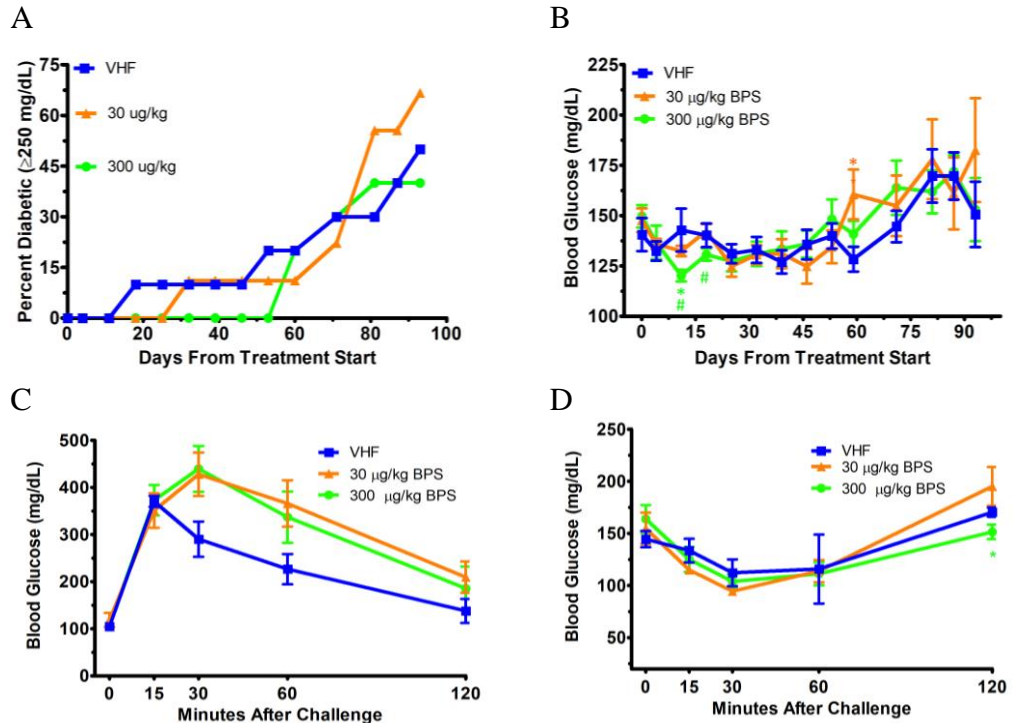 A
Percent Diabetic (≥250 mg/dL)
75
60
45
30
15
0
VHF
30 ug/kg
300 ug/kg
0 20 40 60 80 100
Days From Treatment Start
B
Blood Glucose (mg/dL)
225
200
175
150
125
100
VHF
30 μg/kg BPS
300 μg/kg BPS
*
*
#
#
0 15 30 45 60 75 90
Days From Treatment Start
C
Blood Glucose (mg/dL)
500
400
300
200
100
0
VHF
30 μg/kg BPS
300 μg/kg BPS
0 15 30 60 120
Minutes After Challenge
D
Blood Glucose (mg/dL)
250
200
150
100
50
VHF
30 μg/kg BPS
300 μg/kg BPS
*
0 15 30 60 120
Minutes After Challenge